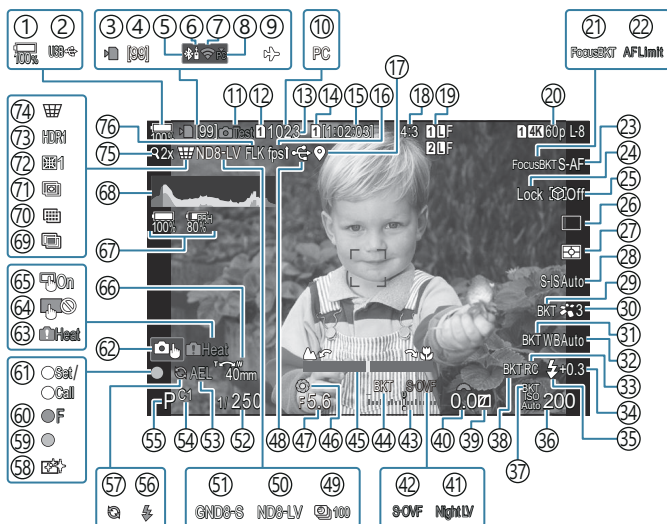 ① ② ③ ④ ⑤ ⑥ ⑦ ⑧ ⑨ ⑩ ㉑ ㉒
100% USB [99] PC FocusBKT AF Limit
⑪ ⑫ ⑬ ⑭ ⑮ ⑯ ⑰ ⑱ ⑲ ⑳
100% [99] Test 1 1023 1 [1:02:03] 4:3 1 LF 1 4K 60p L-8
2 LF
㉓ ㉔ ㉕ ㉖ ㉗ ㉘ ㉙ ㉚ ㉛ ㉜ ㉝ ㉞ ㉟
74
73 HDR1
72 1
71
70
69
76
75
68
67
2x ND8-LV FLK fps
FocusBKT S-AF
Lock Off
100% 80%
S-IS Auto
BKT 3
BKT WB Auto
65 On
64
63 Heat
66
62
Heat
61 Set/
Call
60 F
59
58
AEL T W
40mm
BKT RC +0.3
P C1 1/250 F5.6 BKT S-OVF 0.0 BKT ISO Auto 200
55 54 53 52 48 47 46 45 44 43 40 39 38 37 36
57 56 51 50 49 42 41
GND8-S ND8-LV 100 S-OVF Night LV